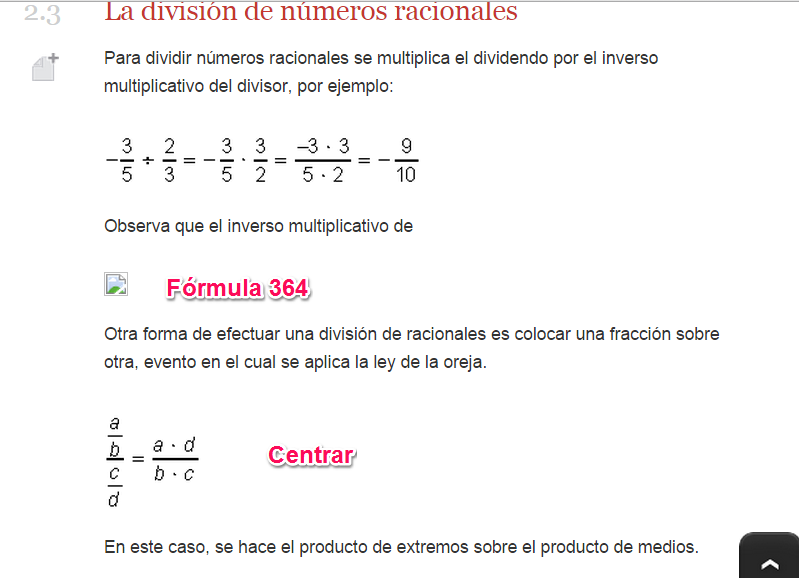 2.3 La división de números racionales
Para dividir números racionales se multiplica el dividendo por el inverso
multiplicativo del divisor, por ejemplo:
−3/5 ÷ 2/3 = −3/5 · 3/2 = (−3 · 3)/(5 · 2) = −9/10
Observa que el inverso multiplicativo de
Fórmula 364
Otra forma de efectuar una división de racionales es colocar una fracción sobre
otra, evento en el cual se aplica la ley de la oreja.
(a/b)/(c/d) = (a · d)/(b · c) Centrar
En este caso, se hace el producto de extremos sobre el producto de medios.